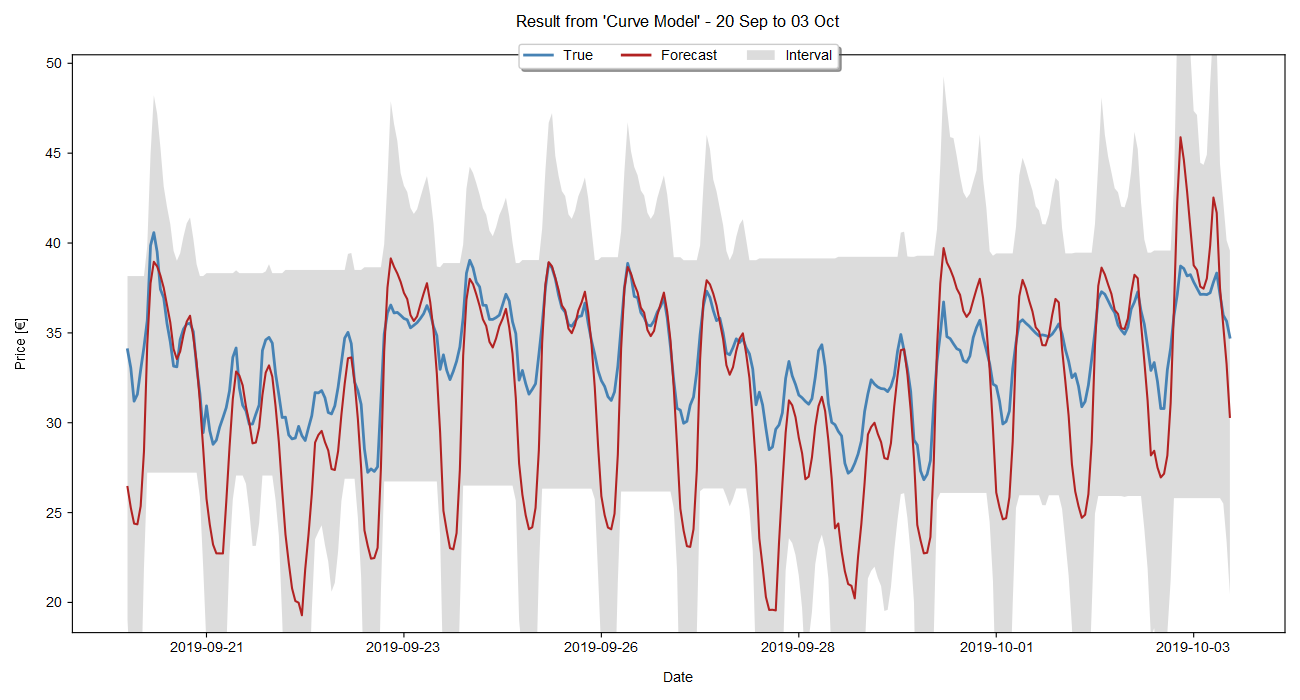 Result from 'Curve Model' - 20 Sep to 03 Oct
True Forecast Interval
50
45
40
35
30
25
20
Price [€]
2019-09-21 2019-09-23 2019-09-26 2019-09-28 2019-10-01 2019-10-03
Date